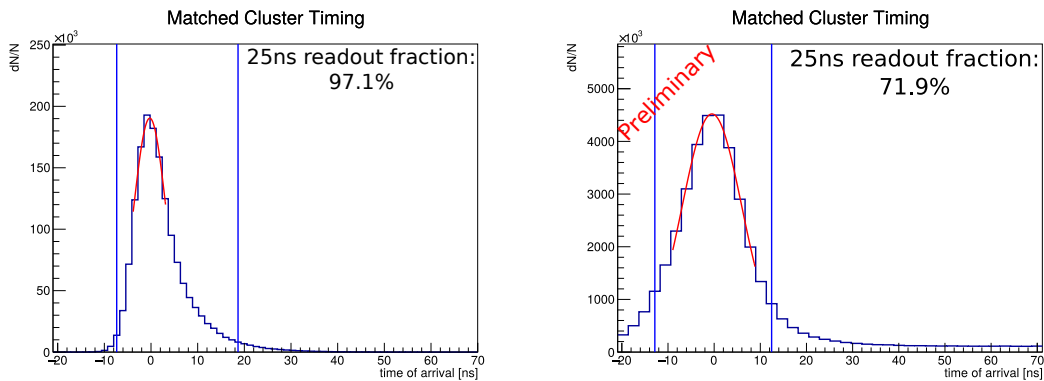 Matched Cluster Timing
dN/N
×10³
25ns readout fraction:
97.1%
250
200
150
100
50
0
−20 −10 0 10 20 30 40 50 60 70
time of arrival [ns]
Matched Cluster Timing
dN/N
×10³
Preliminary
25ns readout fraction:
71.9%
5000
4000
3000
2000
1000
0
−20 −10 0 10 20 30 40 50 60 70
time of arrival [ns]